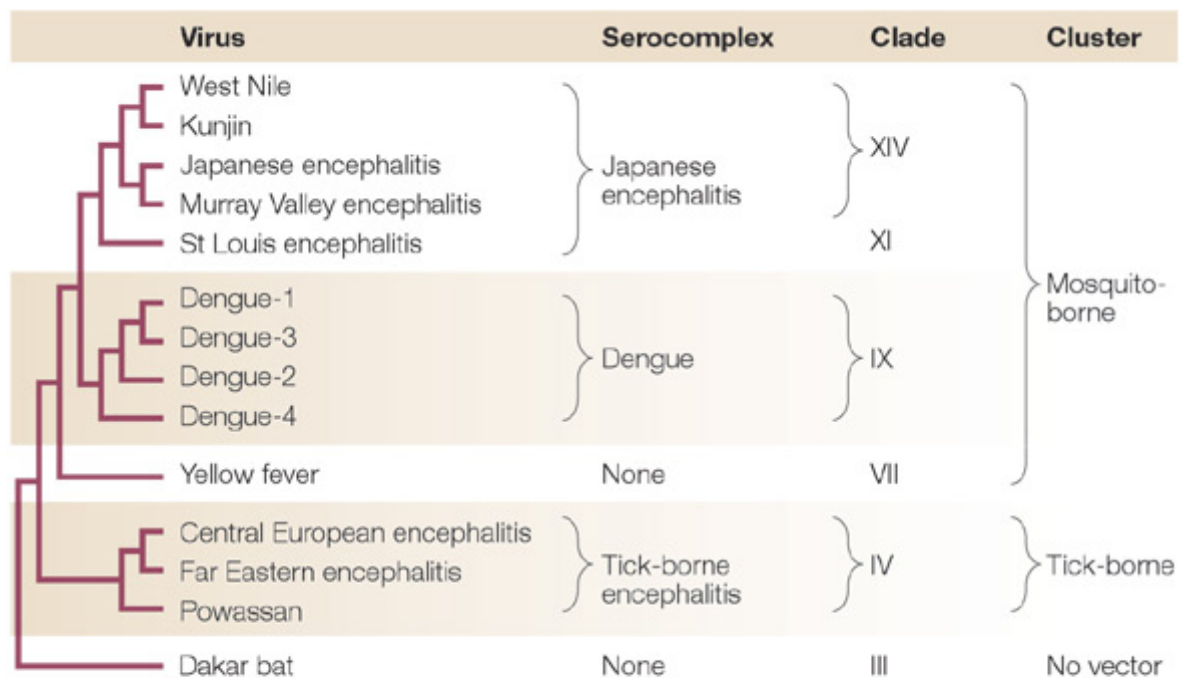 Virus Serocomplex Clade Cluster
West Nile
Kunjin
Japanese encephalitis
Murray Valley encephalitis
St Louis encephalitis
Japanese
encephalitis
XIV
XI
Dengue-1
Dengue-3
Dengue-2
Dengue-4
Dengue
IX
Mosquito-
borne
Yellow fever None VII
Central European encephalitis
Far Eastern encephalitis
Powassan
Tick-borne
encephalitis
IV
Tick-borne
Dakar bat None III No vector